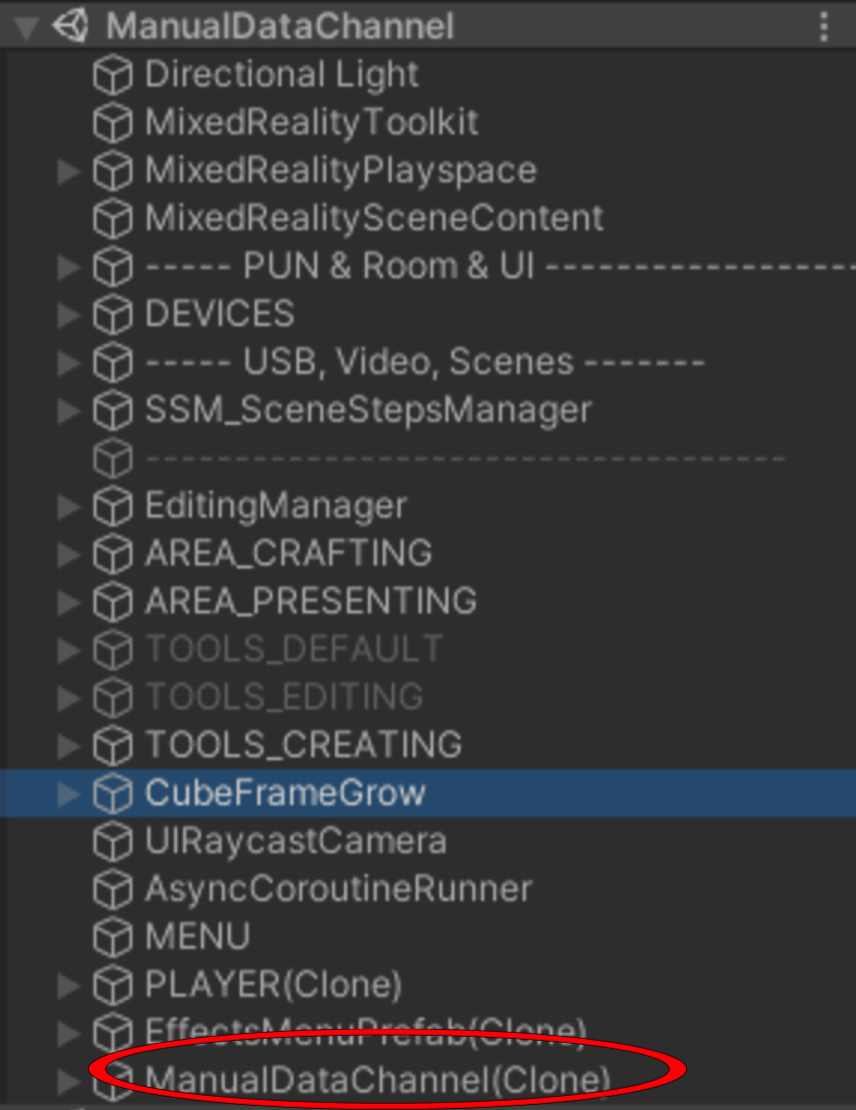 ManualDataChannel
Directional Light
MixedRealityToolkit
MixedRealityPlayspace
MixedRealitySceneContent
----- PUN & Room & UI -----------------
DEVICES
----- USB, Video, Scenes -------
SSM_SceneStepsManager
------------------------------------
EditingManager
AREA_CRAFTING
AREA_PRESENTING
TOOLS_DEFAULT
TOOLS_EDITING
TOOLS_CREATING
CubeFrameGrow
UIRaycastCamera
AsyncCoroutineRunner
MENU
PLAYER(Clone)
EffectsMenuPrefab(Clone)
ManualDataChannel(Clone)